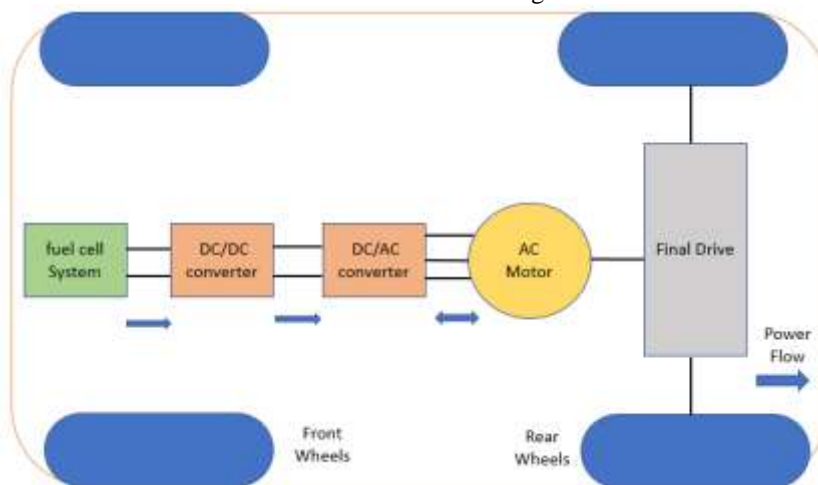 fuel cell
System
DC/DC
converter
DC/AC
converter
AC
Motor
Final Drive
Power
Flow
Front
Wheels
Rear
Wheels